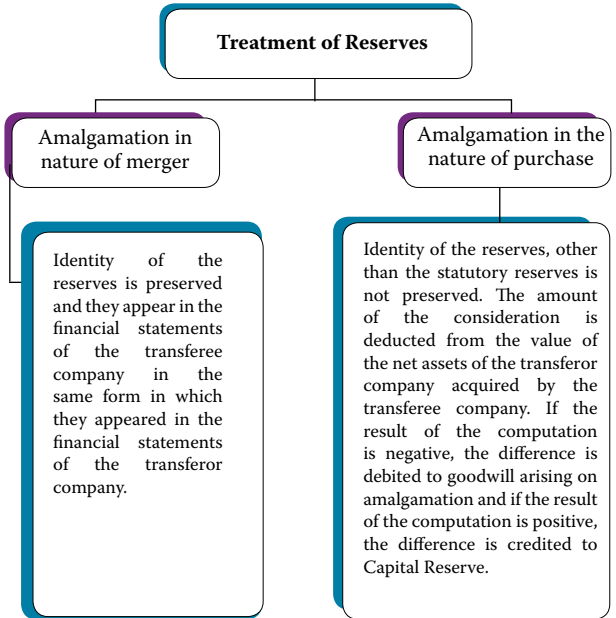 Treatment of Reserves
Amalgamation in
nature of merger
Amalgamation in the
nature of purchase
Identity of the
reserves is preserved
and they appear in the
financial statements
of the transferee
company in the
same form in which
they appeared in the
financial statements
of the transferor
company.
Identity of the reserves, other
than the statutory reserves is
not preserved. The amount
of the consideration is
deducted from the value of
the net assets of the transferor
company acquired by the
transferee company. If the
result of the computation
is negative, the difference is
debited to goodwill arising on
amalgamation and if the result
of the computation is positive,
the difference is credited to
Capital Reserve.